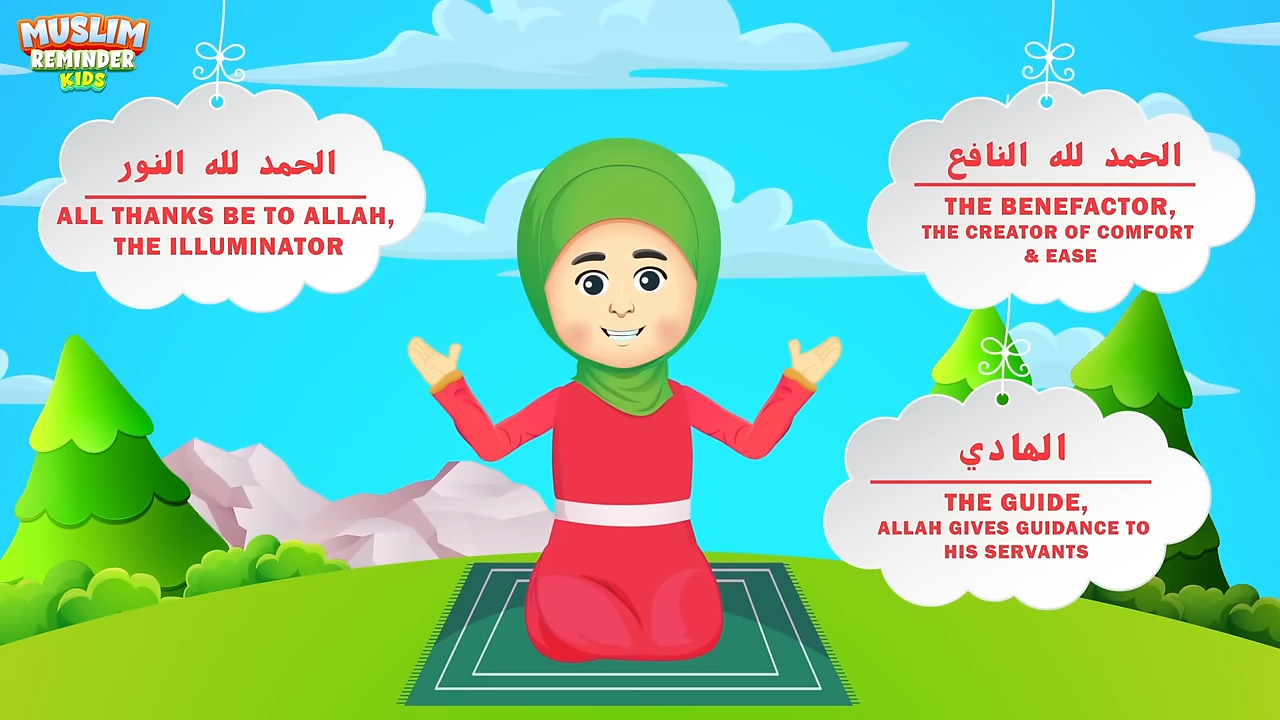 MUSLIM
REMINDER
KIDS
الحمد لله النور
ALL THANKS BE TO ALLAH,
THE ILLUMINATOR
الحمد لله النافع
THE BENEFACTOR,
THE CREATOR OF COMFORT
& EASE
الهادي
THE GUIDE,
ALLAH GIVES GUIDANCE TO
HIS SERVANTS